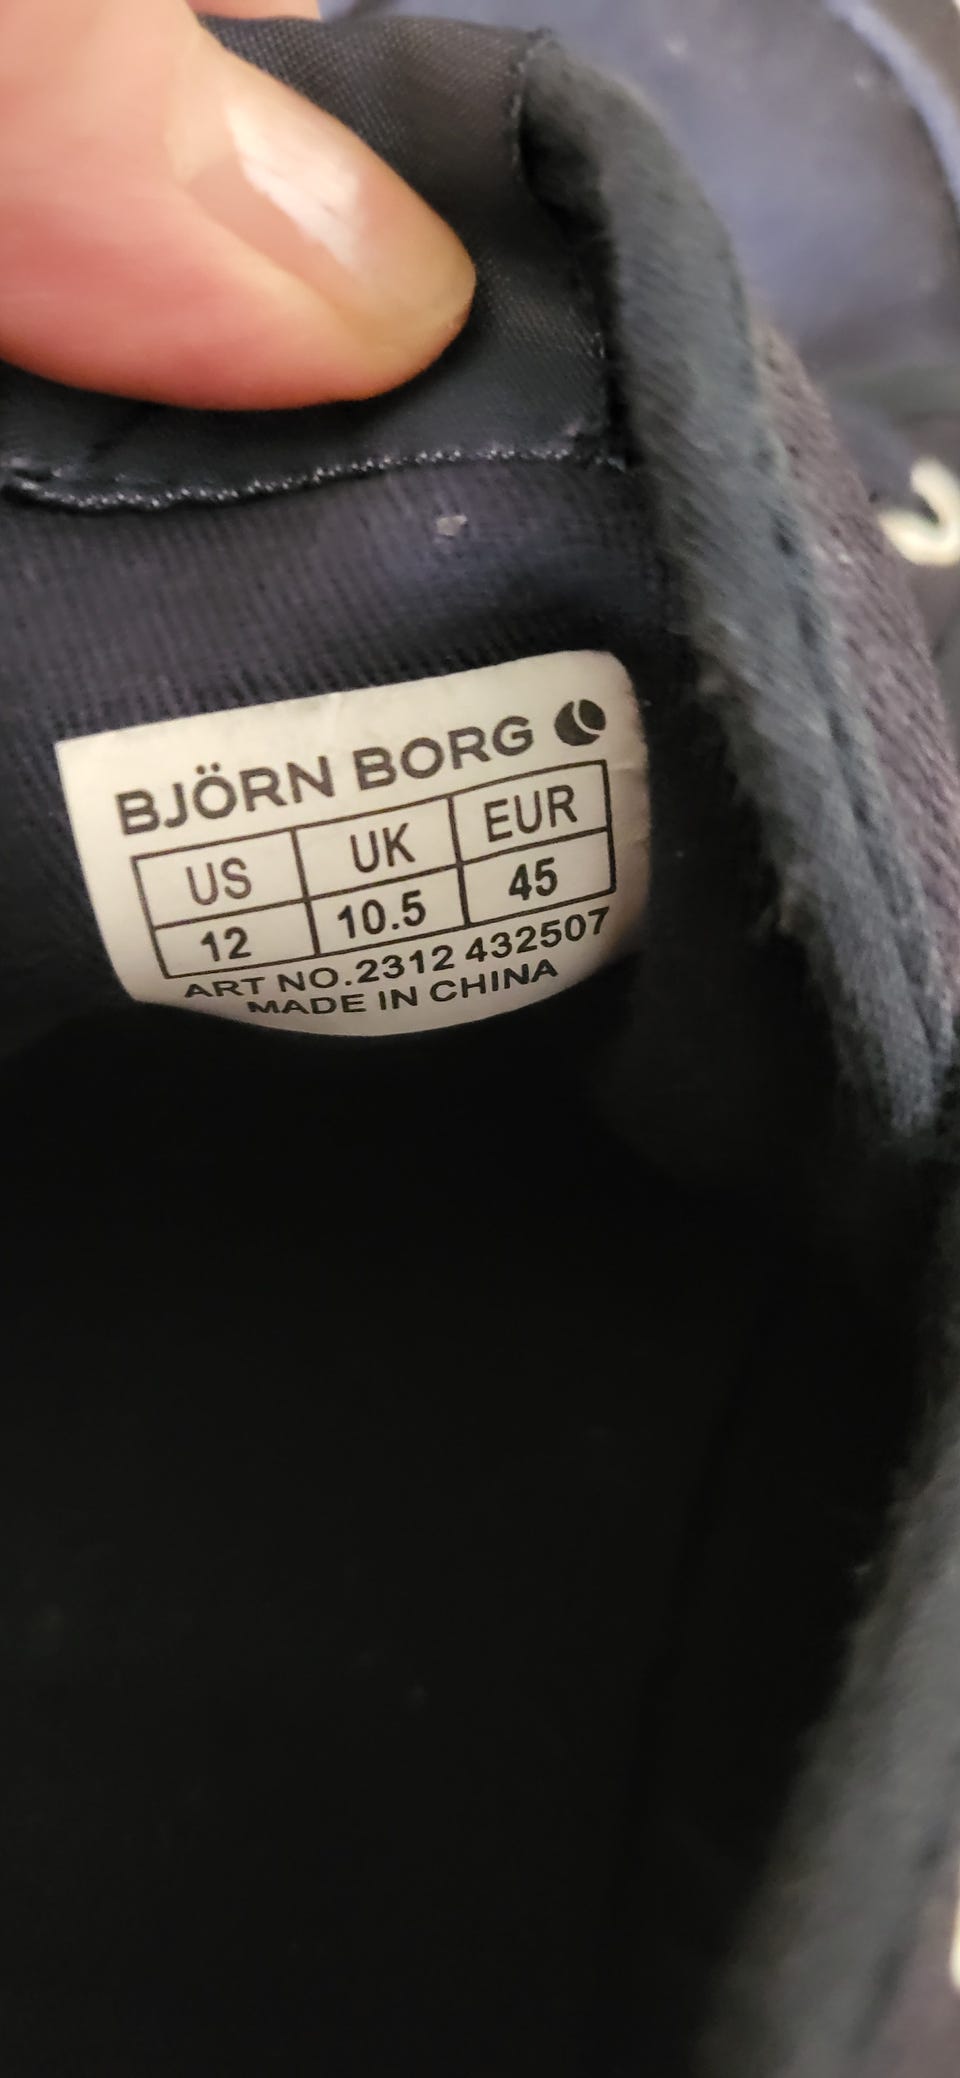 BJÖRN BORG
US UK EUR
12 10.5 45
ART NO.2312 432507
MADE IN CHINA